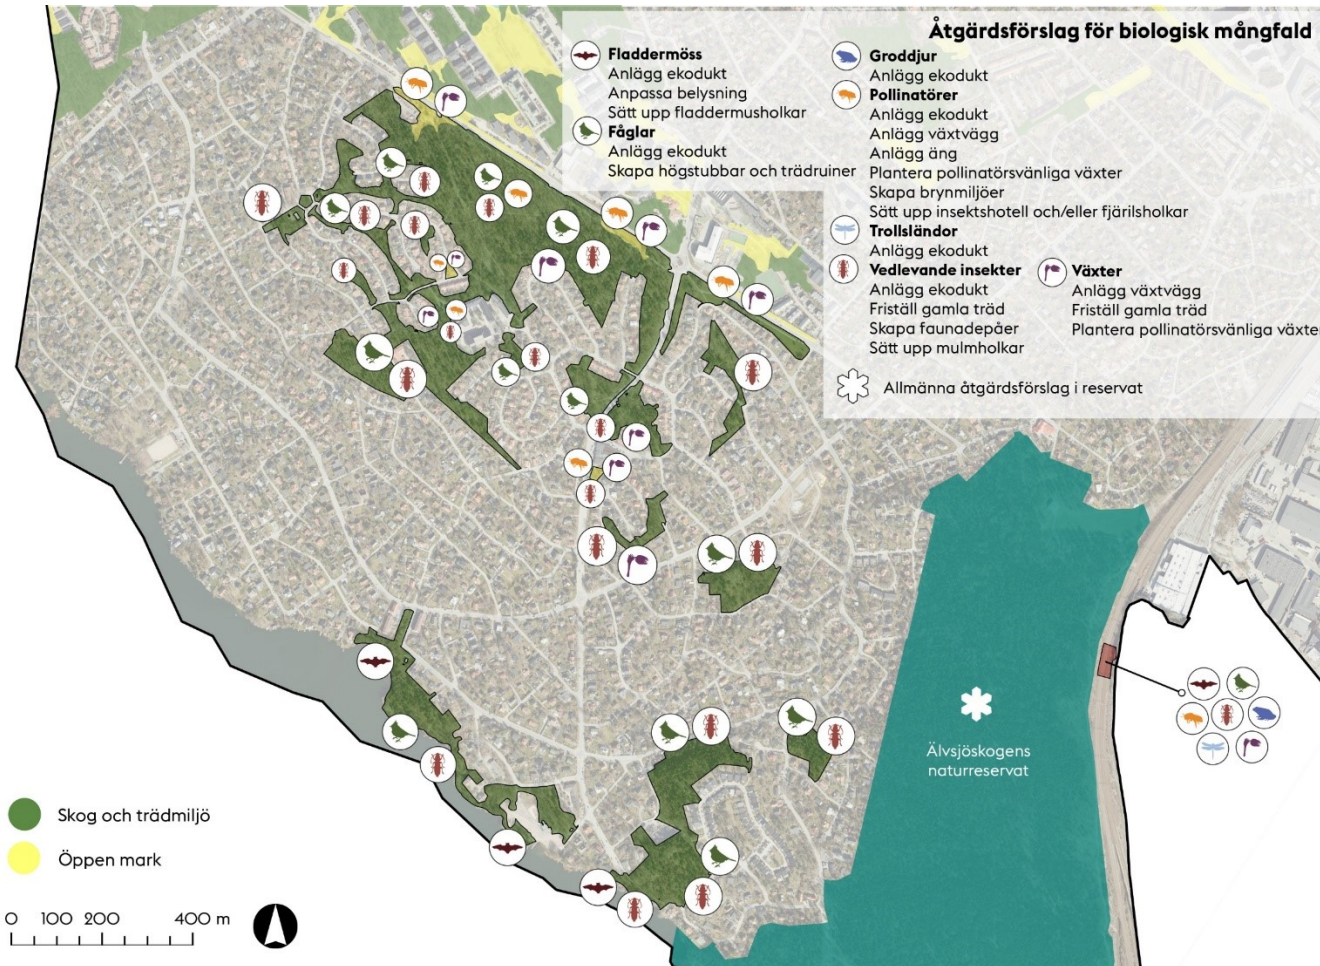 Åtgärdsförslag för biologisk mångfald
Fladdermöss
Anlägg ekodukt
Anpassa belysning
Sätt upp fladdermusholkar
Fåglar
Anlägg ekodukt
Skapa högstubbar och trädruiner
Groddjur
Anlägg ekodukt
Pollinatörer
Anlägg ekodukt
Anlägg växtvägg
Anlägg äng
Plantera pollinatörsvänliga växter
Skapa brynmiljöer
Sätt upp insektshotell och/eller fjärilsholkar
Trollsländor
Anlägg ekodukt
Vedlevande insekter
Anlägg ekodukt
Friställ gamla träd
Skapa faunadepåer
Sätt upp mulmholkar
Växter
Anlägg växtvägg
Friställ gamla träd
Plantera pollinatörsvänliga växte
Allmänna åtgärdsförslag i reservat
Älvsjöskogens
naturreservat
Skog och trädmiljö
Öppen mark
0 100 200 400 m